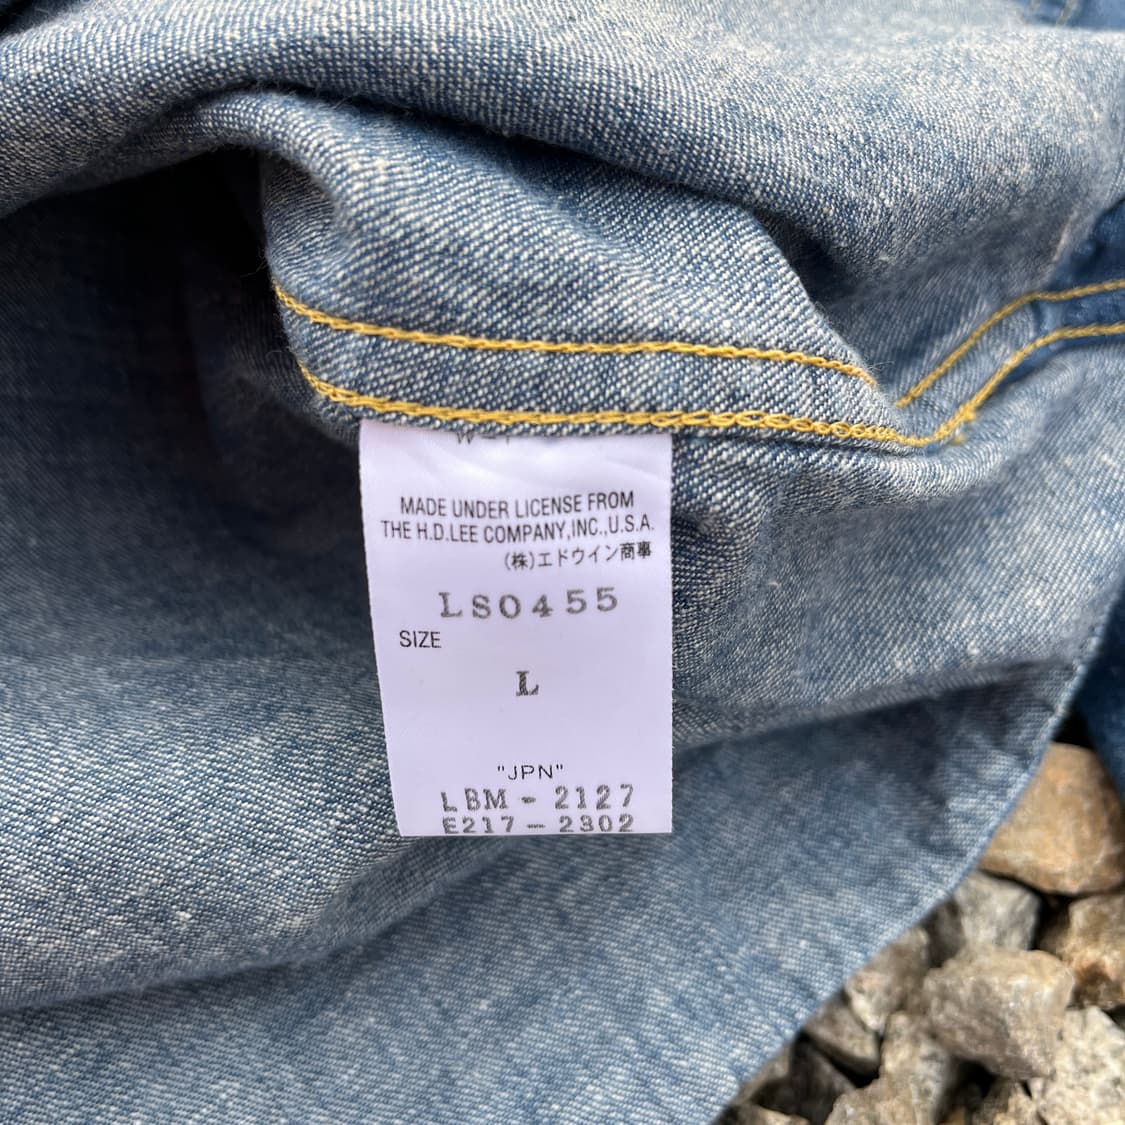 MADE UNDER LICENSE FROM
THE H.D.LEE COMPANY,INC.,U.S.A.
(株)エドウイン商事
LS0455
SIZE
L
"JPN"
LBM - 2127
E217 - 2302